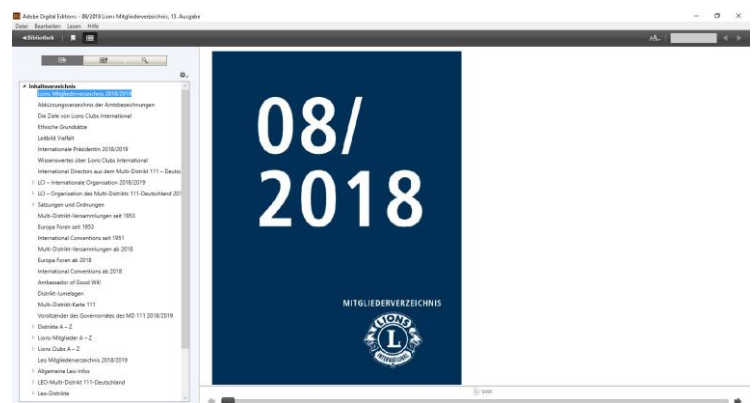 Adobe Digital Editions - 08/2018 Lions Mitgliederverzeichnis, 13. Ausgabe
Datei Bearbeiten Lesen Hilfe
Bibliothek
Inhaltsverzeichnis
Lions Mitgliederverzeichnis 2018/2019
Abkürzungsverzeichnis der Amtsbezeichnungen
Die Ziele von Lions Clubs International
Ethische Grundsätze
Leitbild Vielfalt
Internationale Präsidentin 2018/2019
Wissenswertes über Lions Clubs International
International Directors aus dem Multi-Distrikt 111 – Deutsc
LCI – Internationale Organisation 2018/2019
LCI – Organisation des Multi-Distrikts 111-Deutschland 201
Satzungen und Ordnungen
Multi-Distrikt-Versammlungen seit 1953
Europa Foren seit 1953
International Conventions seit 1951
Multi-Distrikt-Versammlungen ab 2018
Europa Foren ab 2018
International Conventions ab 2018
Ambassador of Good Will
Distrikt-Jumelagen
Multi-Distrikt-Karte 111
Vorsitzender des Governorrates des MD 111 2018/2019
Distrikte A – Z
Lions-Mitglieder A – Z
Lions Clubs A – Z
Leo Mitgliederverzeichnis 2018/2019
Allgemeine Leo-Infos
LEO-Multi-Distrikt 111-Deutschland
Leo-Distrikte
08/
2018
MITGLIEDERVERZEICHNIS
LIONS
L
INTERNATIONAL